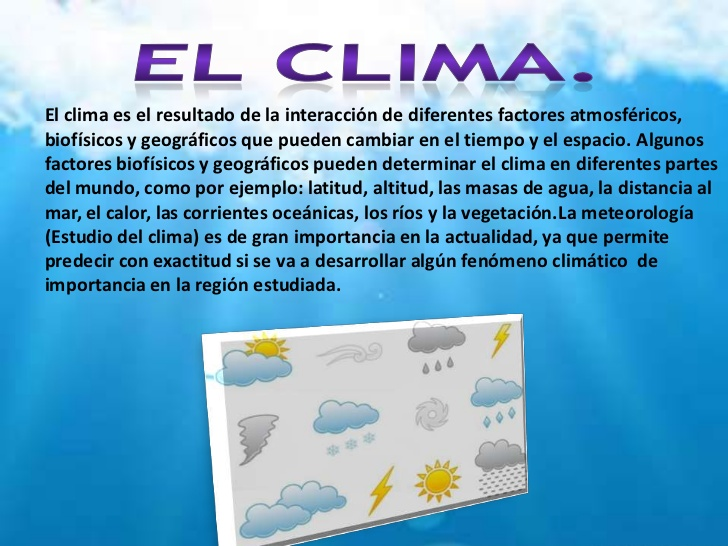 EL CLIMA.
El clima es el resultado de la interacción de diferentes factores atmosféricos,
biofísicos y geográficos que pueden cambiar en el tiempo y el espacio. Algunos
factores biofísicos y geográficos pueden determinar el clima en diferentes partes
del mundo, como por ejemplo: latitud, altitud, las masas de agua, la distancia al
mar, el calor, las corrientes oceánicas, los ríos y la vegetación.La meteorología
(Estudio del clima) es de gran importancia en la actualidad, ya que permite
predecir con exactitud si se va a desarrollar algún fenómeno climático  de
importancia en la región estudiada.